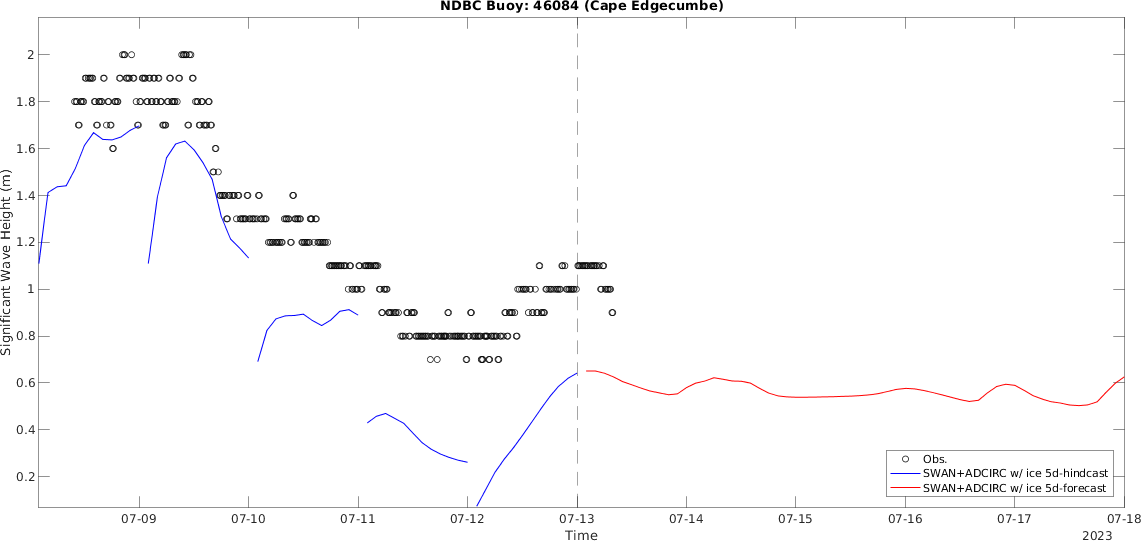 NDBC Buoy: 46084 (Cape Edgecumbe)
Significant Wave Height (m)
2
1.8
1.6
1.4
1.2
1
0.8
0.6
0.4
0.2
Obs.
SWAN+ADCIRC w/ ice 5d-hindcast
SWAN+ADCIRC w/ ice 5d-forecast
07-09 07-10 07-11 07-12 07-13 07-14 07-15 07-16 07-17 07-18
Time
2023